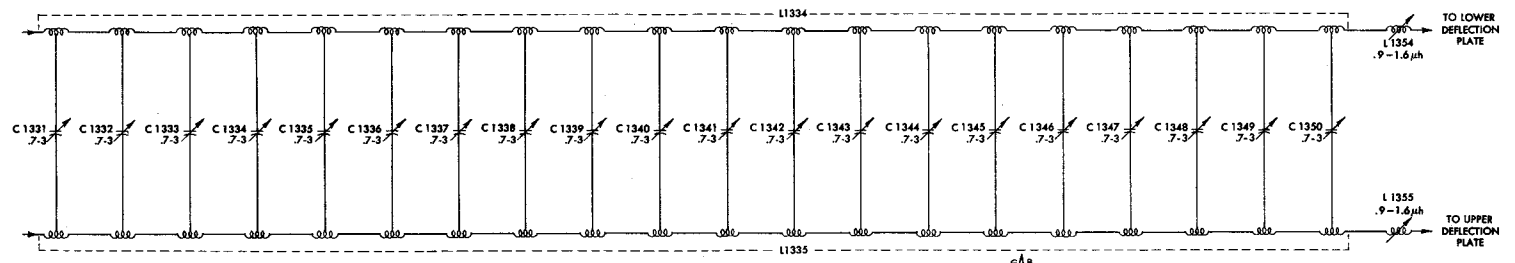 L1334
TO LOWER
DEFLECTION
PLATE
L1354
.9-1.6µh
C1331
.7-3
C1332
.7-3
C1333
.7-3
C1334
.7-3
C1335
.7-3
C1336
.7-3
C1337
.7-3
C1338
.7-3
C1339
.7-3
C1340
.7-3
C1341
.7-3
C1342
.7-3
C1343
.7-3
C1344
.7-3
C1345
.7-3
C1346
.7-3
C1347
.7-3
C1348
.7-3
C1349
.7-3
C1350
.7-3
L1355
.9-1.6µh
TO UPPER
DEFLECTION
PLATE
L1335